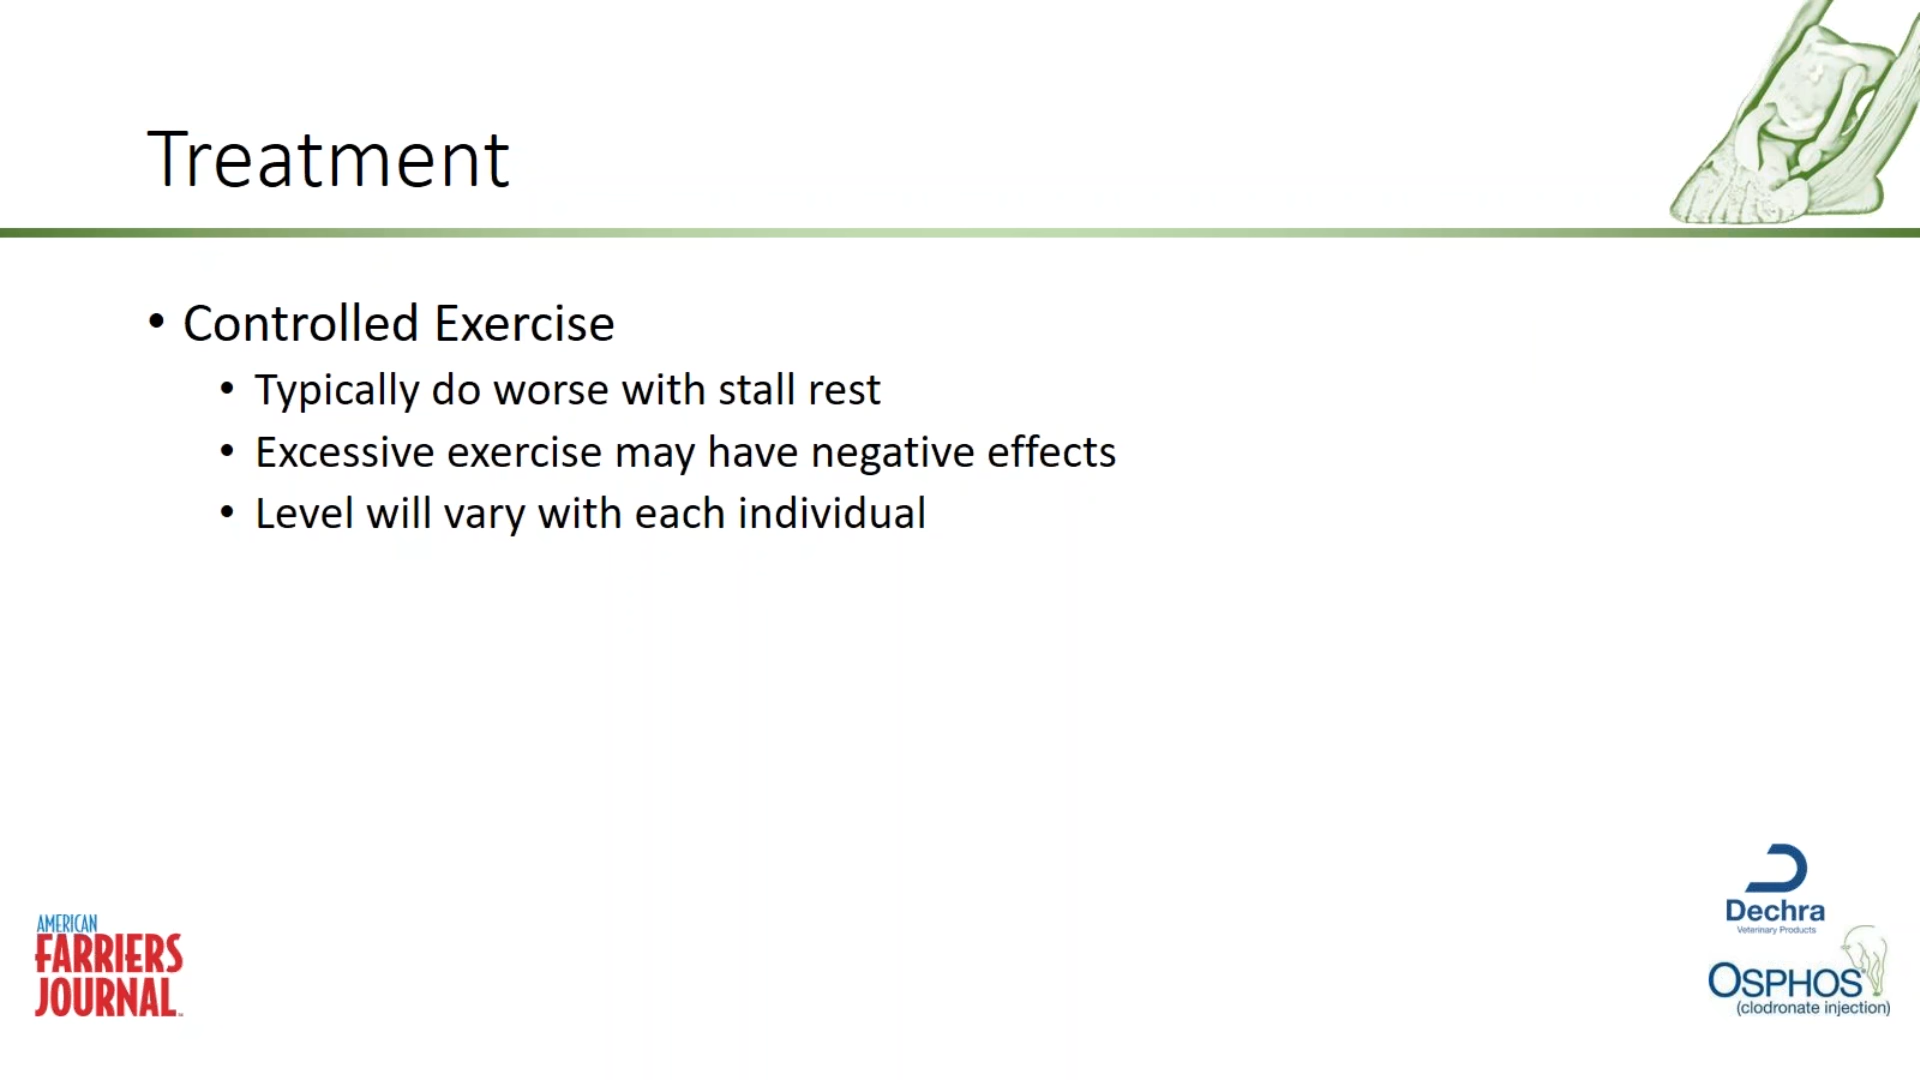 Treatment
• Controlled Exercise
• Typically do worse with stall rest
• Excessive exercise may have negative effects
• Level will vary with each individual
AMERICAN
FARRIERS
JOURNAL
Dechra
Veterinary Products
OSPHOS
(clodronate injection)